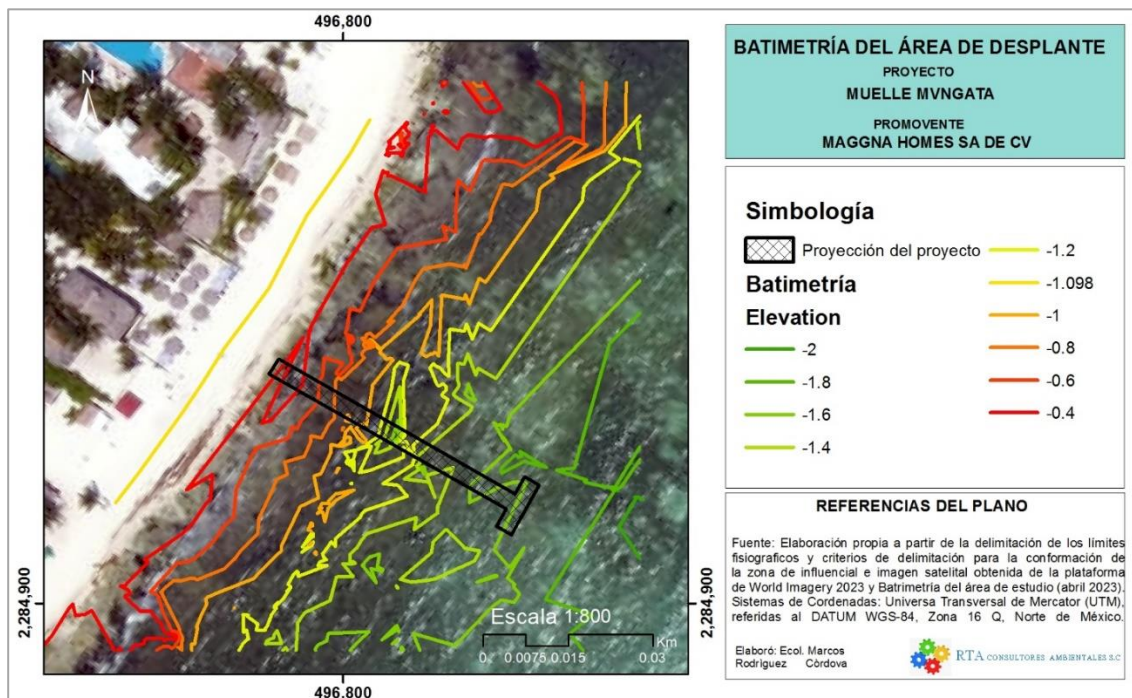 496,800
N
2,284,900
Escala 1:800
Km
0. 0.0075.0.015 0.03
2,284,900
496,800
BATIMETRÍA DEL ÁREA DE DESPLANTE
PROYECTO
MUELLE MVNGATA
PROMOVENTE
MAGGNA HOMES SA DE CV
Simbología
Proyección del proyecto
Batimetría
Elevation
-2
-1.8
-1.6
-1.4
-1.2
-1.098
-1
-0.8
-0.6
-0.4
REFERENCIAS DEL PLANO
Fuente: Elaboración propia a partir de la delimitación de los límites
fisiograficos y criterios de delimitación para la conformación de
la zona de influencial e imagen satelital obtenida de la plataforma
de World Imagery 2023 y Batrimetría del área de estudio (abril 2023).
Sistemas de Cordenadas: Universa Transversal de Mercator (UTM),
referidas al DATUM WGS-84, Zona 16 Q, Norte de México.
Elaboró: Ecol. Marcos
Rodriguez Còrdova
RTA CONSULTORES AMBIENTALES S.C